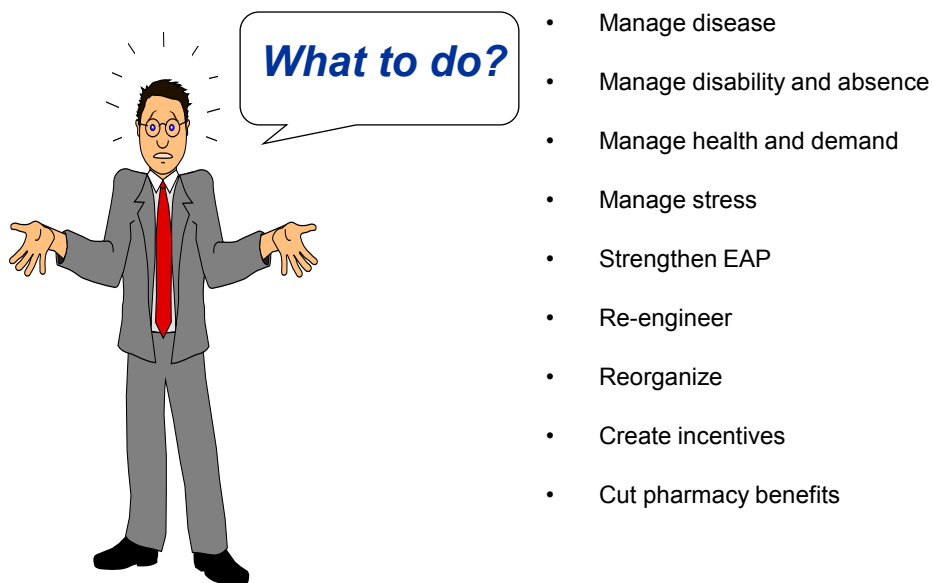 What to do?
• Manage disease
• Manage disability and absence
• Manage health and demand
• Manage stress
• Strengthen EAP
• Re-engineer
• Reorganize
• Create incentives
• Cut pharmacy benefits